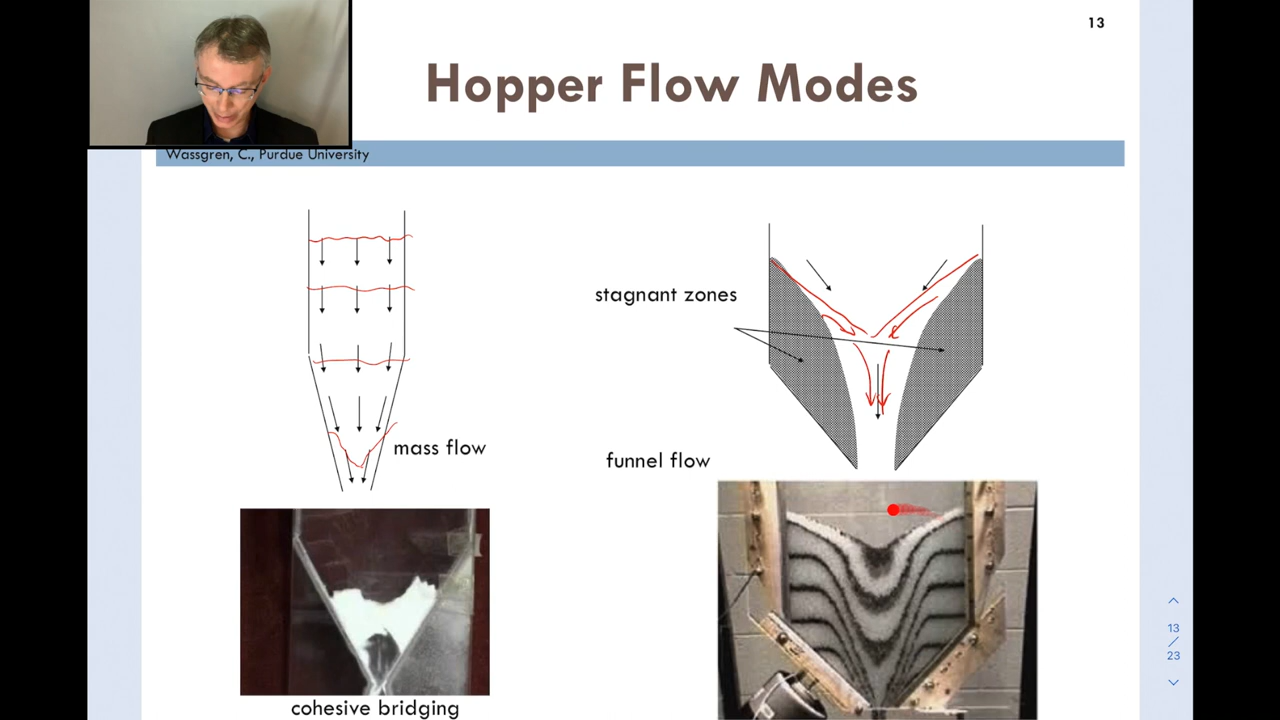 13
Hopper Flow Modes
Wassgren, C., Purdue University
stagnant zones
mass flow
funnel flow
cohesive bridging
13
/
23